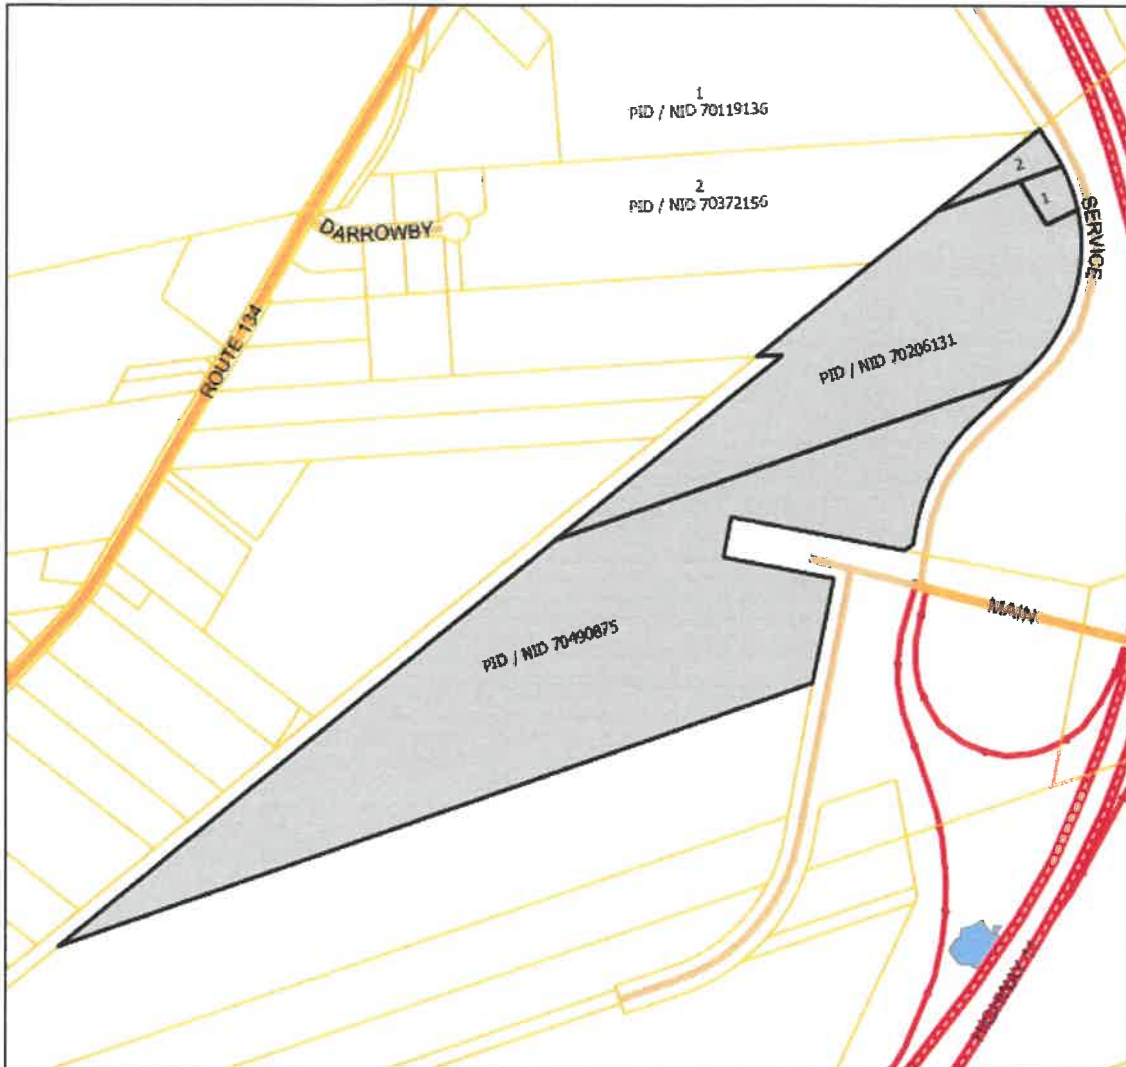 1
PID / NID 70119136
2
PID / NID 70372156
2
1
SERVICE
DARROWBY
ROUTE 134
PID / NID 70206131
MAIN
PID / NID 70490875
HIGHWAY